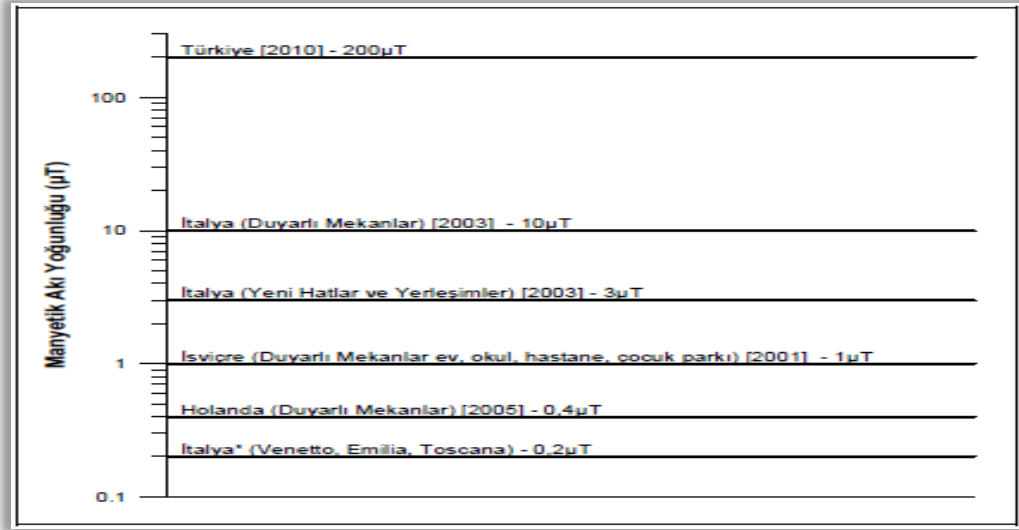 Türkiye [2010] - 200µT
100
İtalya (Duyarlı Mekanlar) [2003] - 10µT
10
İtalya (Yeni Hatlar ve Yerleşimler) [2003] - 3µT
İsviçre (Duyarlı Mekanlar ev, okul, hastane, çocuk parkı) [2001] - 1µT
1
Holanda (Duyarlı Mekanlar) [2005] - 0,4µT
İtalya* (Venetto, Emilia, Toscana) - 0,2µT
0.1
Manyetik Akı Yoğunluğu (µT)